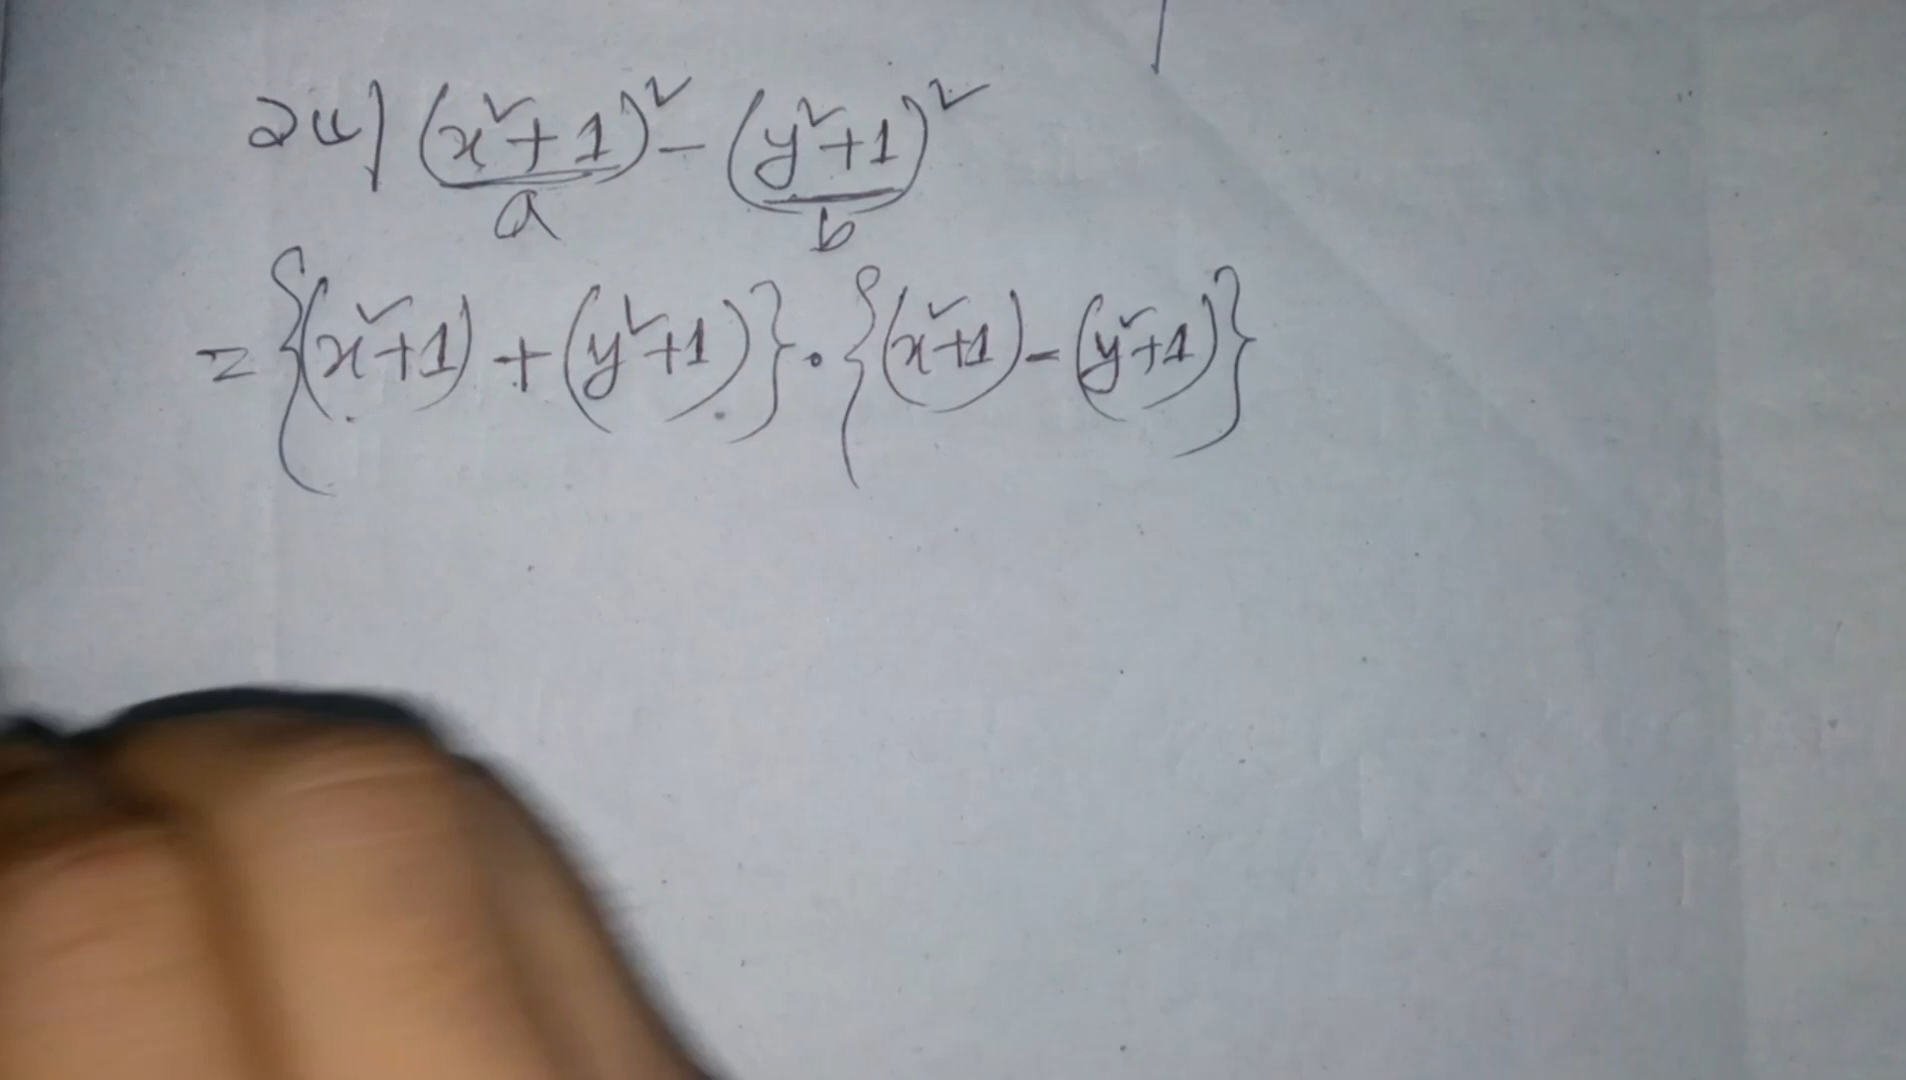 24) (x²+1)² - (y²+1)²
a b
= {(x²+1) + (y²+1)} . {(x²+1) - (y²+1)}